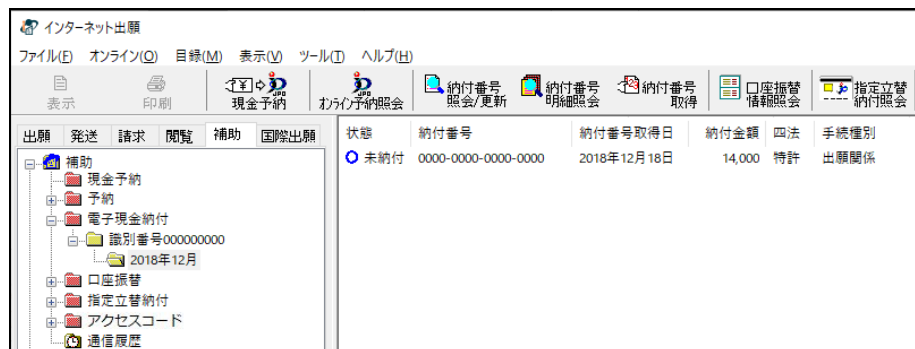 インターネット出願
ファイル(F) オンライン(O) 目録(M) 表示(V) ツール(T) ヘルプ(H)
表示
印刷
現金予納
オンライン予納照会
納付番号
照会/更新
納付番号
明細照会
納付番号
取得
口座振替
情報照会
指定立替
納付照会
出願 発送 請求 閲覧 補助 国際出願
状態 納付番号 納付番号取得日 納付金額 四法 手続種別
未納付 0000-0000-0000-0000 2018年12月18日 14,000 特許 出願関係
補助
現金予納
予納
電子現金納付
識別番号000000000
2018年12月
口座振替
指定立替納付
アクセスコード
通信履歴